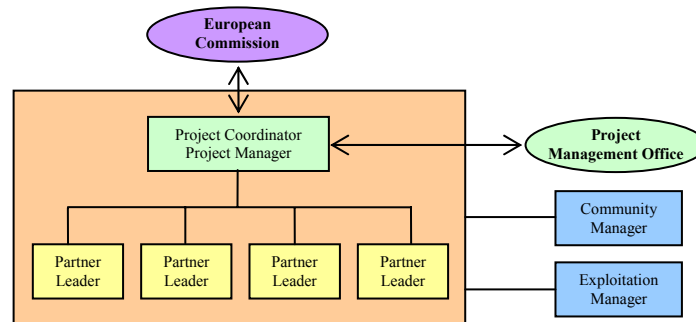 European
Commission
Project Coordinator
Project Manager
Project
Management Office
Community
Manager
Partner
Leader
Partner
Leader
Partner
Leader
Partner
Leader
Exploitation
Manager